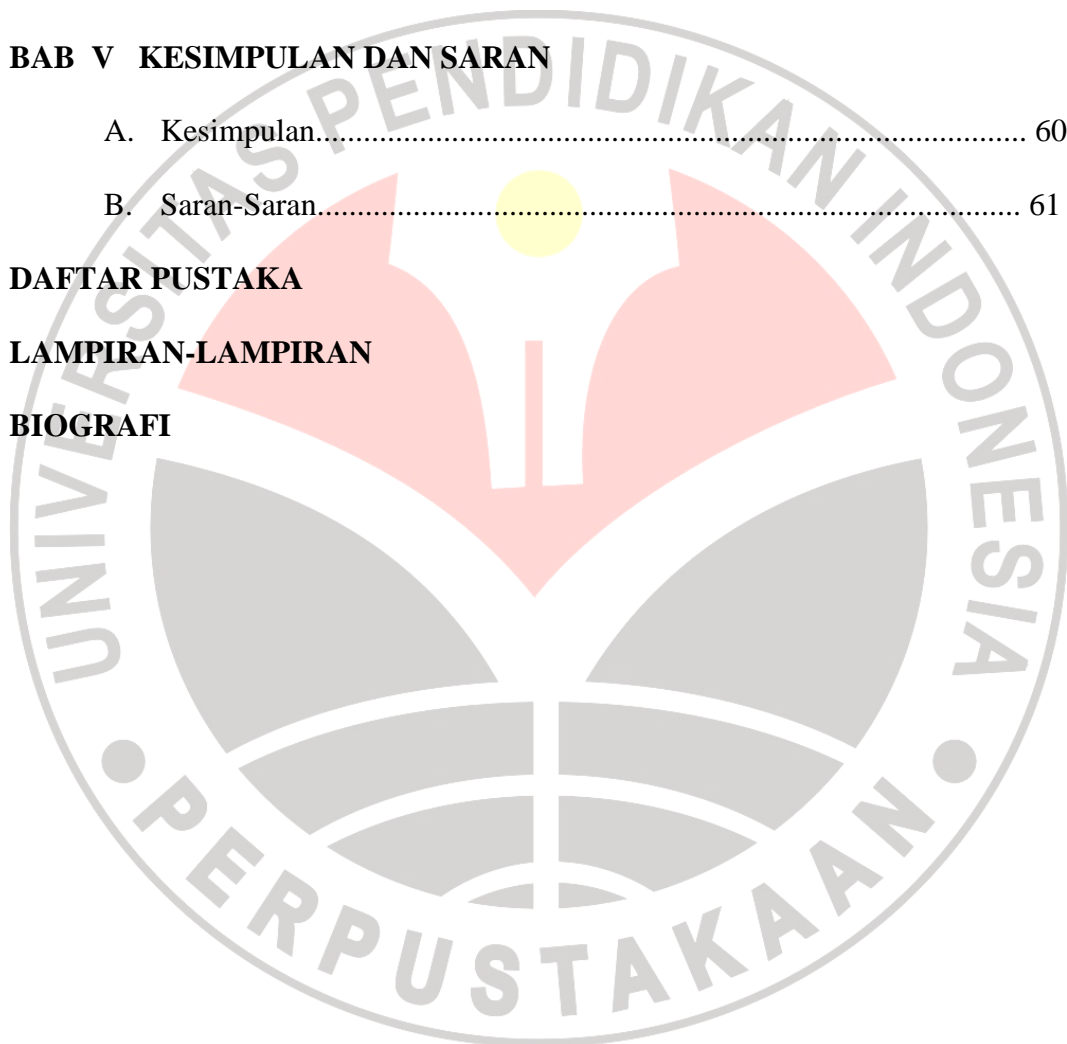 BAB  V   KESIMPULAN DAN SARAN
A.   Kesimpulan......................................................................................... 60
B.   Saran-Saran........................................................................................ 61
DAFTAR PUSTAKA
LAMPIRAN-LAMPIRAN
BIOGRAFI
UNIVERSITAS PENDIDIKAN INDONESIA
PERPUSTAKAAN